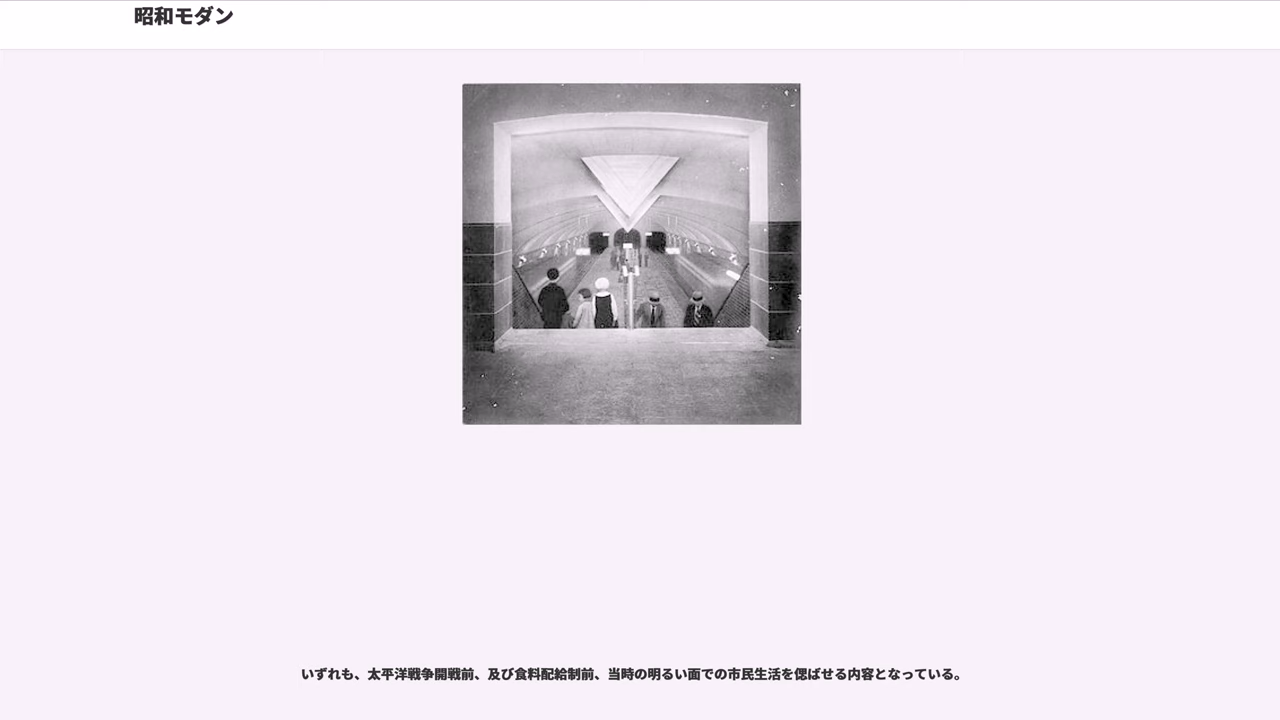 昭和モダン
いずれも、太平洋戦争開戦前、及び食料配給制前、当時の明るい面での市民生活を偲ばせる内容となっている。